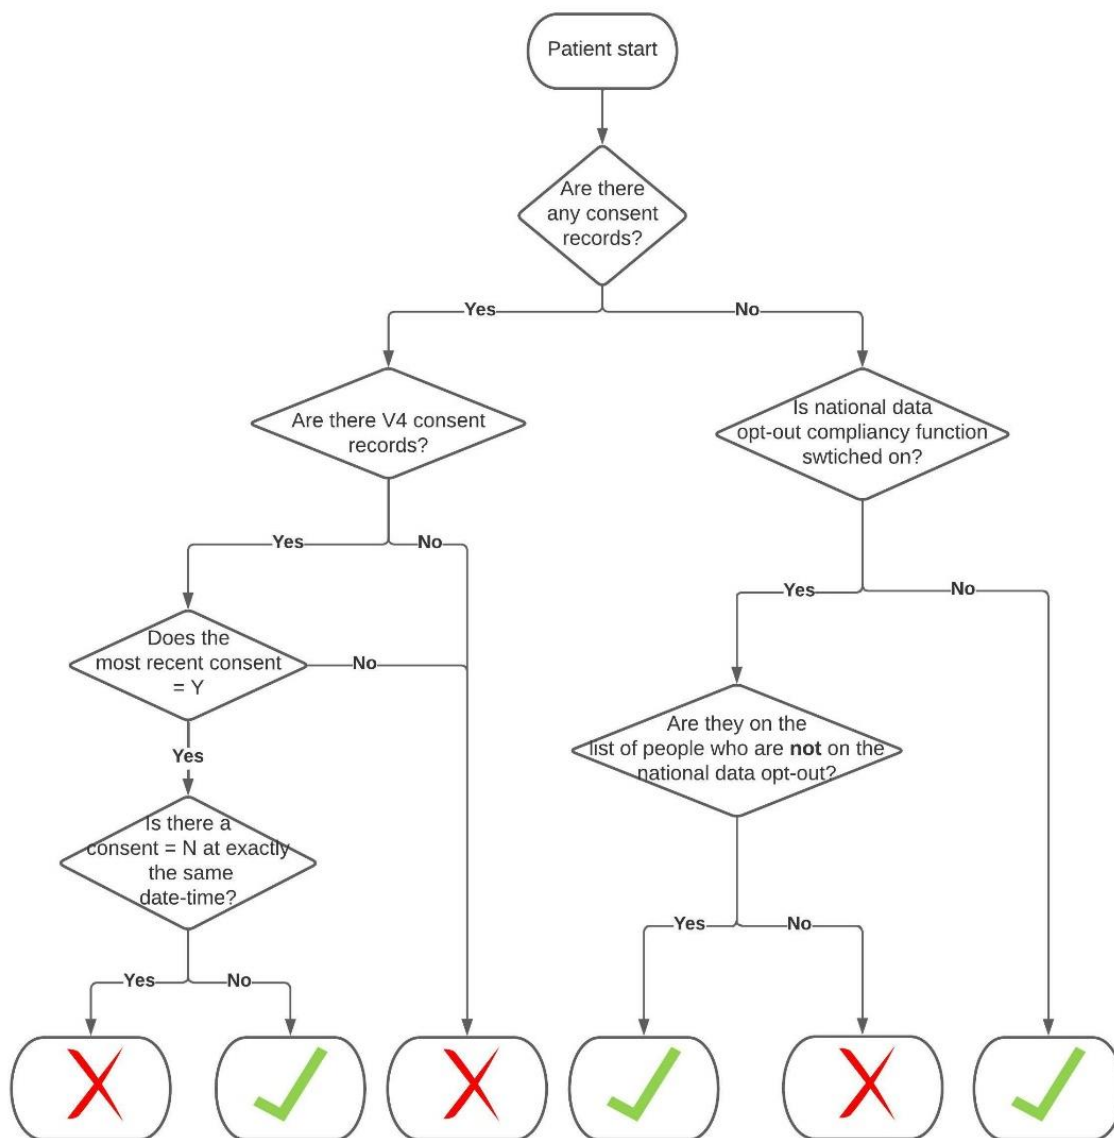 Patient start
Are there
any consent
records?
Yes
No
Are there V4 consent
records?
Is national data
opt-out compliancy function
swtiched on?
Yes
No
Yes
No
Does the
most recent consent
= Y
No
Yes
Are they on the
list of people who are not on the
national data opt-out?
Is there a
consent = N at exactly
the same
date-time?
Yes
No
Yes
No